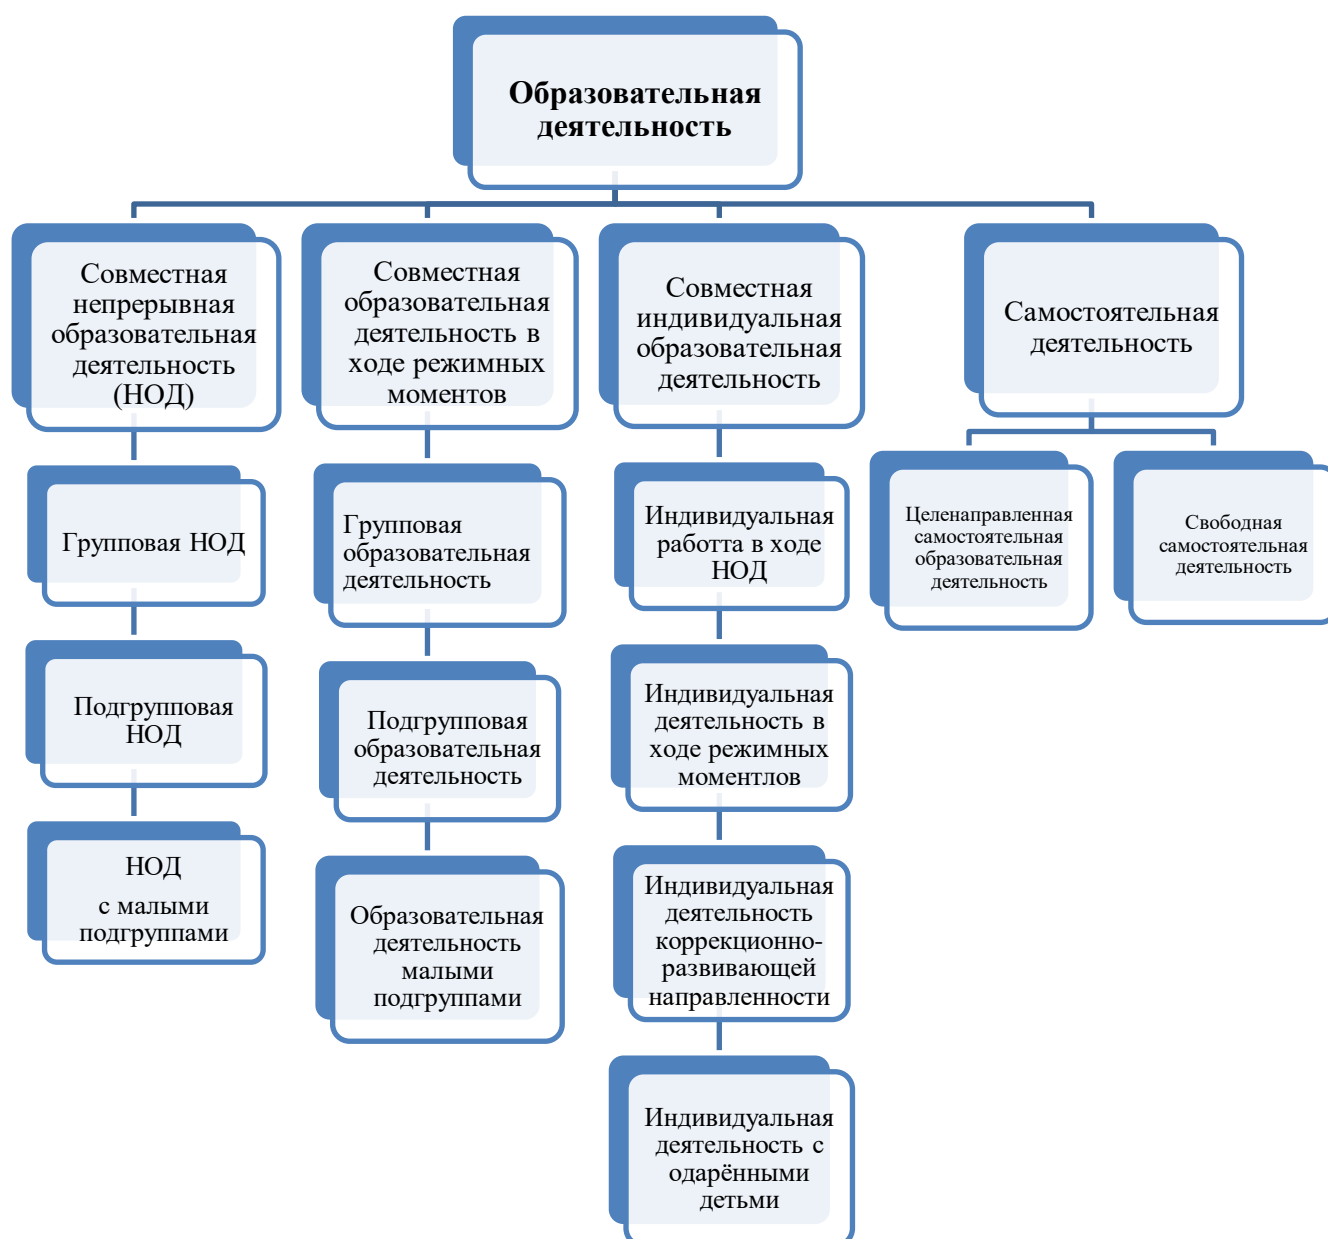 Образовательная
деятельность
Совместная
непрерывная
образовательная
деятельность
(НОД)
Групповая НОД
Подгрупповая
НОД
НОД
с малыми
подгруппами
Совместная
образовательная
деятельность в
ходе режимных
моментов
Групповая
образовательная
деятельность
Подгрупповая
образовательная
деятельность
Образовательная
деятельность
малыми
подгруппами
Совместная
индивидуальная
образовательная
деятельность
Индивидуальная
работта в ходе
НОД
Индивидуальная
деятельность в
ходе режимных
моментлов
Индивидуальная
деятельность
коррекционно-
развивающей
направленности
Индивидуальная
деятельность с
одарёнными
детьми
Самостоятельная
деятельность
Целенаправленная
самостоятельная
образовательная
деятельность
Свободная
самостоятельная
деятельность